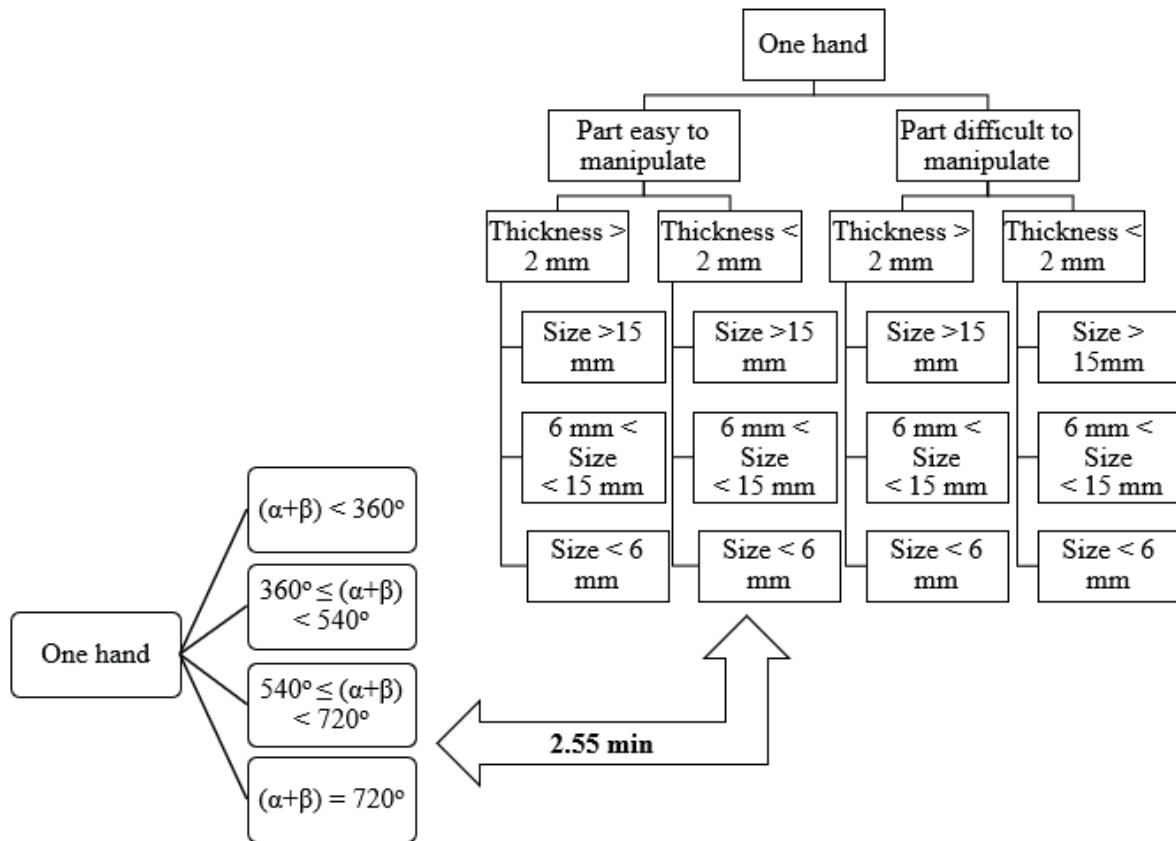 One hand
Part easy to
manipulate
Part difficult to
manipulate
Thickness >
2 mm
Thickness <
2 mm
Thickness >
2 mm
Thickness <
2 mm
Size >15
mm
Size >15
mm
Size >15
mm
Size >
15mm
6 mm <
Size
< 15 mm
6 mm <
Size
< 15 mm
6 mm <
Size
< 15 mm
6 mm <
Size
< 15 mm
Size < 6
mm
Size < 6
mm
Size < 6
mm
Size < 6
mm
One hand
(α+β) < 360º
360º ≤ (α+β)
< 540º
540º ≤ (α+β)
< 720º
(α+β) = 720º
2.55 min